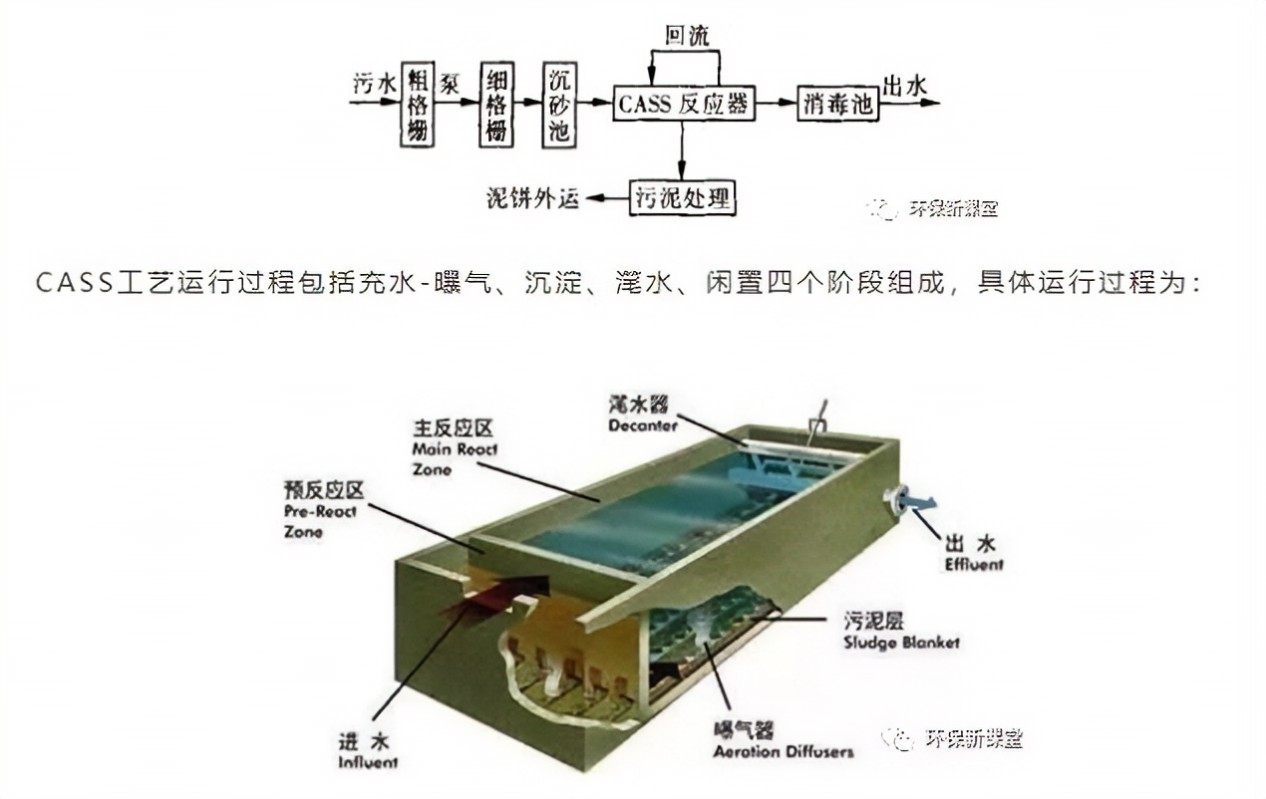 回流
污水 粗格栅 泵 细格栅 沉砂池 CASS 反应器 消毒池 出水
泥饼外运 污泥处理
环保新课堂
CASS工艺运行过程包括充水-曝气、沉淀、滗水、闲置四个阶段组成，具体运行过程为：
滗水器
Decanter
主反应区
Main React
Zone
预反应区
Pre-React
Zone
出 水
Effluent
污泥层
Sludge Blanket
曝气器
Aeration Diffusers
进 水
Influent
环保新课堂